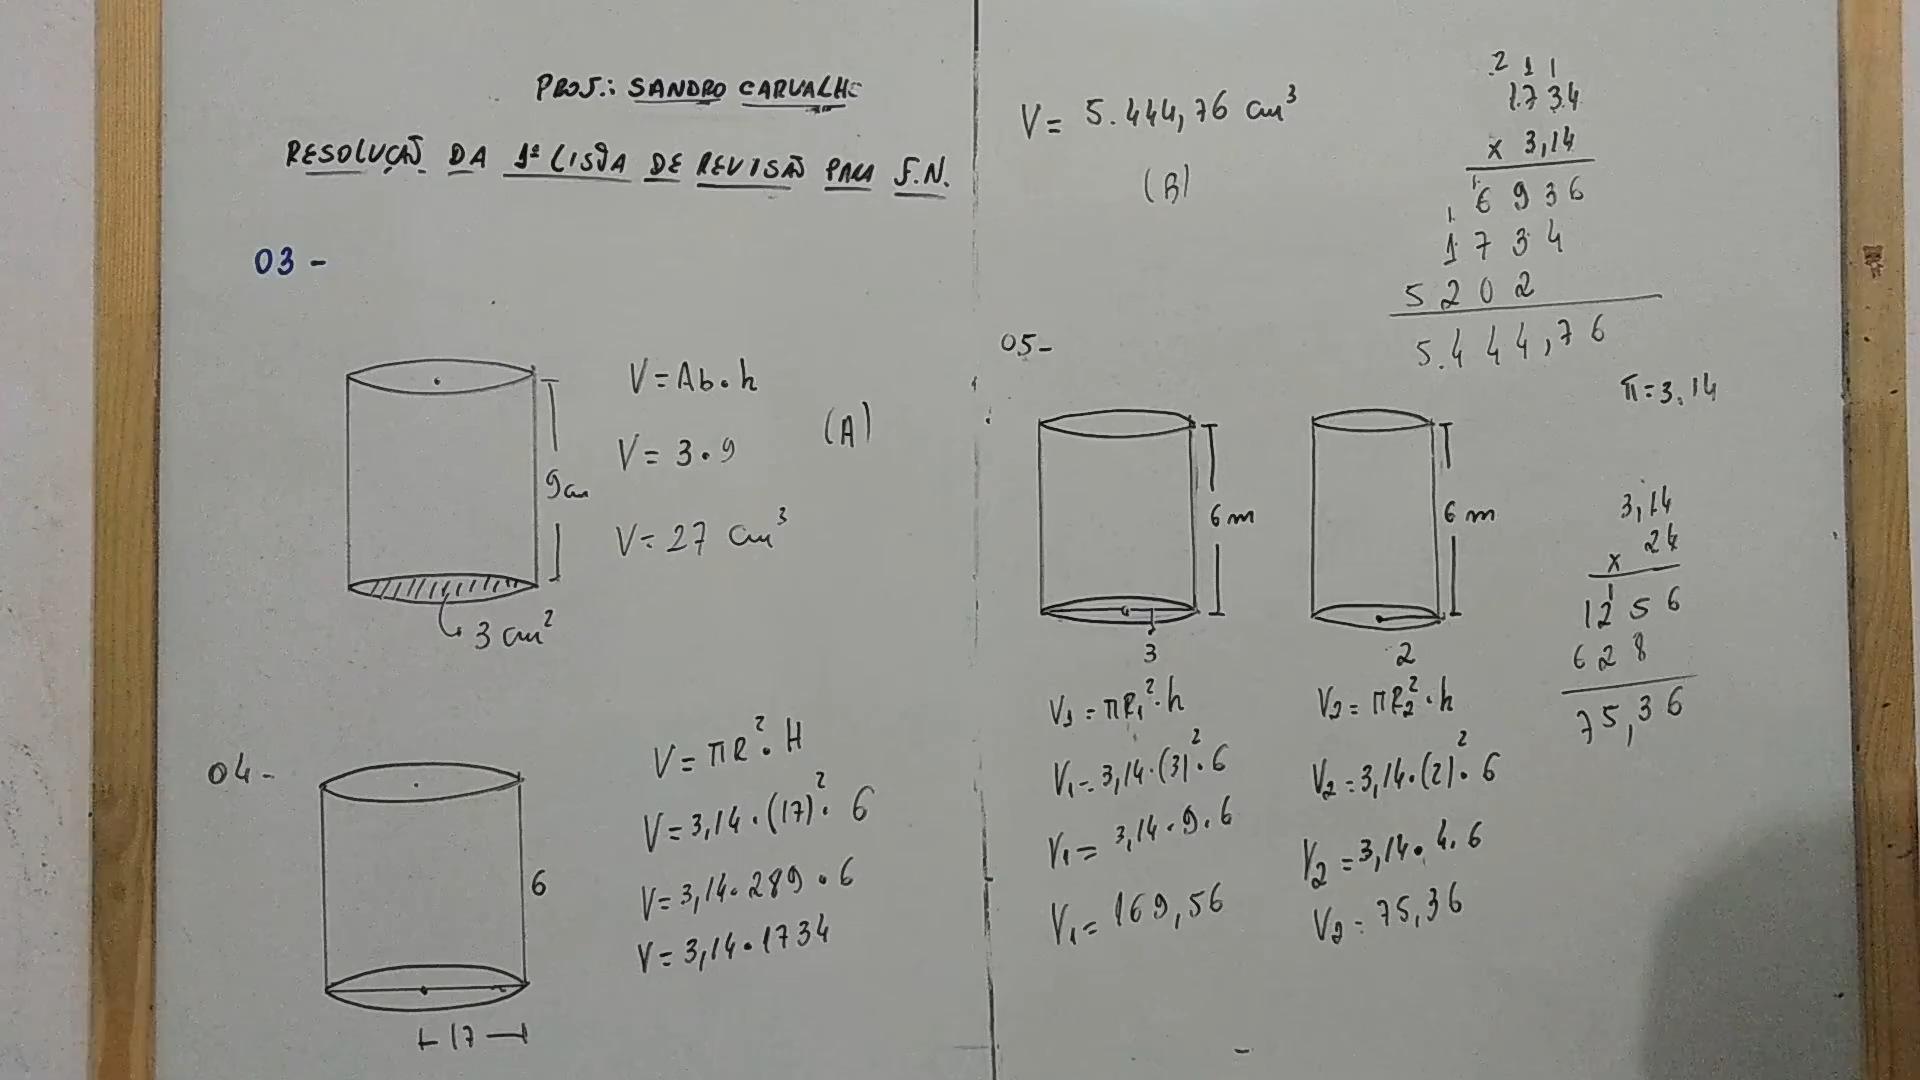 PROF.: SANDRO CARVALHO
RESOLUÇÃO DA 1ª LISTA DE REVISÃO PARA F.N.
03 -
9cm
3 cm²
V = Ab · h
V = 3 · 9
V = 27 cm³
(A)
04 -
6
17
V = πR² · H
V = 3,14 · (17)² · 6
V = 3,14 · 289 · 6
V = 3,14 · 1734
V = 5.444,76 cm³
(B)
2 1 1
1734
x 3,14
6936
1734
5202
5.444,76
05 -
π = 3,14
6 m
3
V₁ = πR₁² · h
V₁ = 3,14 · (3)² · 6
V₁ = 3,14 · 9 · 6
V₁ = 169,56
6 m
2
V₂ = πR₂² · h
V₂ = 3,14 · (2)² · 6
V₂ = 3,14 · 4 · 6
V₂ = 75,36
3,14
x 24
1256
628
75,36